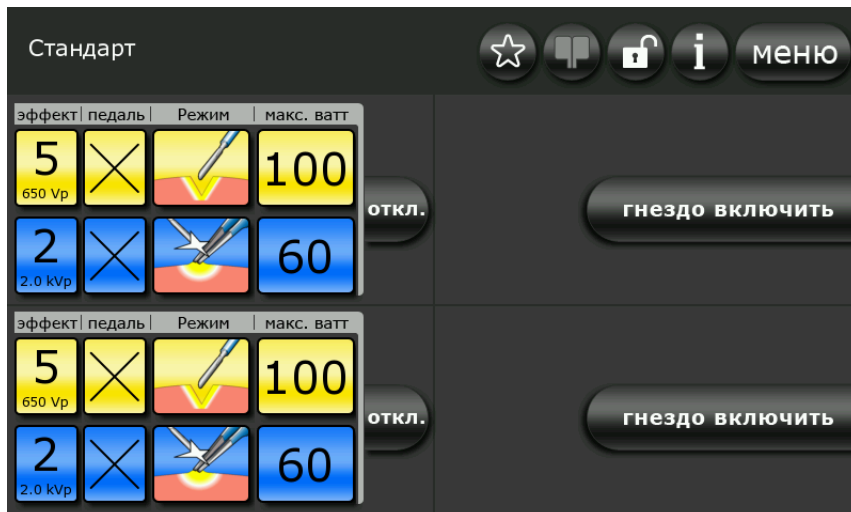 Стандарт
i
меню
эффект педаль Режим макс. ватт
5 100
650 Vp
откл.
гнездо включить
2 60
2.0 kVp
эффект педаль Режим макс. ватт
5 100
650 Vp
откл.
гнездо включить
2 60
2.0 kVp